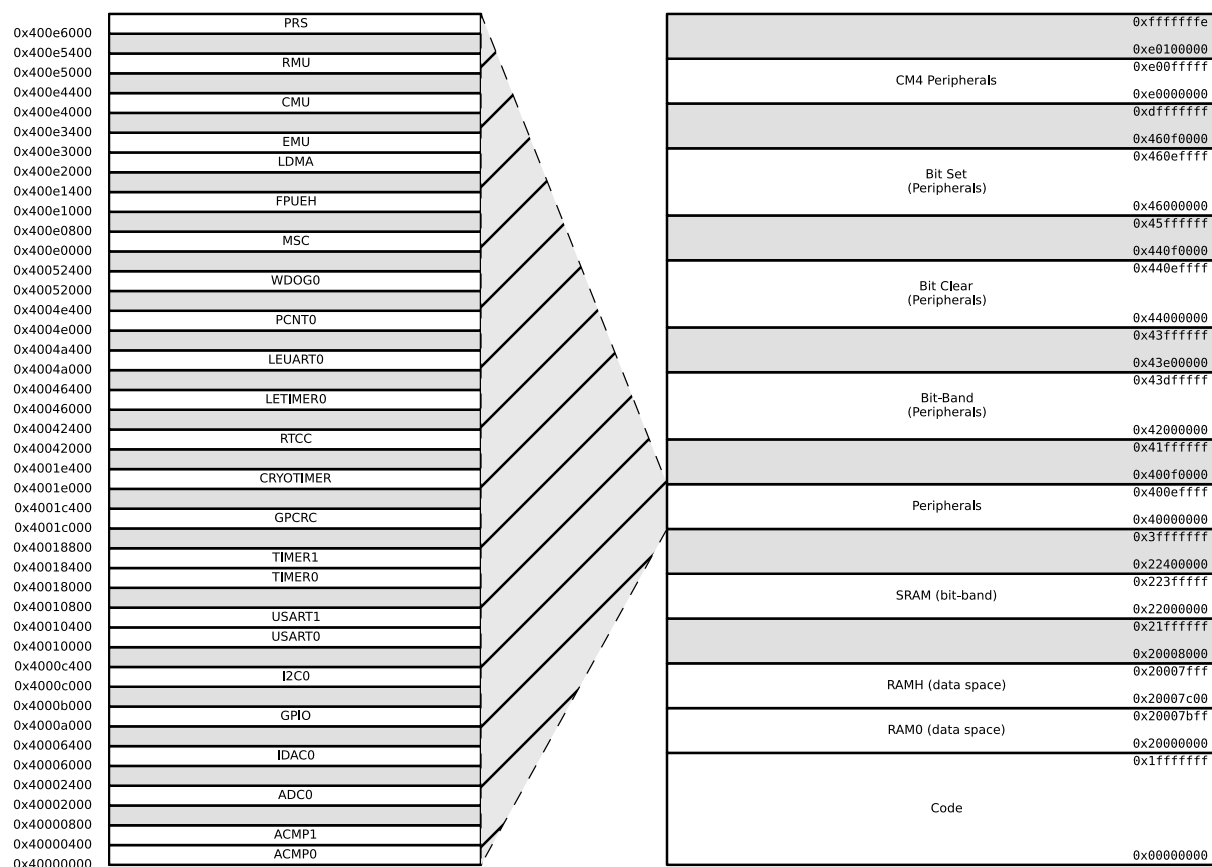 PRS
0x400e6000
0x400e5400
RMU
0x400e5000
0x400e4400
CMU
0x400e4000
0x400e3400
EMU
0x400e3000
LDMA
0x400e2000
0x400e1400
FPUEH
0x400e1000
0x400e0800
MSC
0x400e0000
0x40052400
WDOG0
0x40052000
0x4004e400
PCNT0
0x4004e000
0x4004a400
LEUART0
0x4004a000
0x40046400
LETIMER0
0x40046000
0x40042400
RTCC
0x40042000
0x4001e400
CRYOTIMER
0x4001e000
0x4001c400
GPCRC
0x4001c000
0x40018800
TIMER1
0x40018400
TIMER0
0x40018000
0x40010800
USART1
0x40010400
USART0
0x40010000
0x4000c400
I2C0
0x4000c000
0x4000b000
GPIO
0x4000a000
0x40006400
IDAC0
0x40006000
0x40002400
ADC0
0x40002000
0x40000800
ACMP1
0x40000400
ACMP0
0x40000000
0xfffffffe
0xe0100000
0xe00fffff
CM4 Peripherals
0xe0000000
0xdfffffff
0x460f0000
0x460effff
Bit Set
(Peripherals)
0x46000000
0x45ffffff
0x440f0000
0x440effff
Bit Clear
(Peripherals)
0x44000000
0x43ffffff
0x43e00000
0x43dfffff
Bit-Band
(Peripherals)
0x42000000
0x41ffffff
0x400f0000
0x400effff
Peripherals
0x40000000
0x3fffffff
0x22400000
0x223fffff
SRAM (bit-band)
0x22000000
0x21ffffff
0x20008000
0x20007fff
RAMH (data space)
0x20007c00
0x20007bff
RAM0 (data space)
0x20000000
0x1fffffff
Code
0x00000000